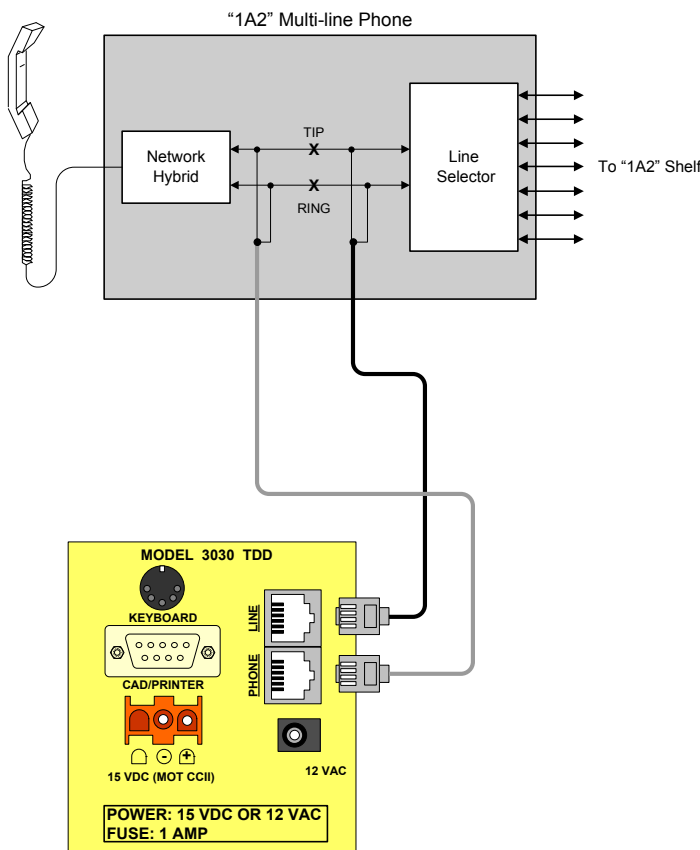 “1A2” Multi-line Phone
TIP
X
Network
Hybrid
Line
Selector
To “1A2” Shelf
X
RING
MODEL 3030 TDD
KEYBOARD
LINE
CAD/PRINTER
PHONE
- +
15 VDC (MOT CCII)
12 VAC
POWER: 15 VDC OR 12 VAC
FUSE: 1 AMP